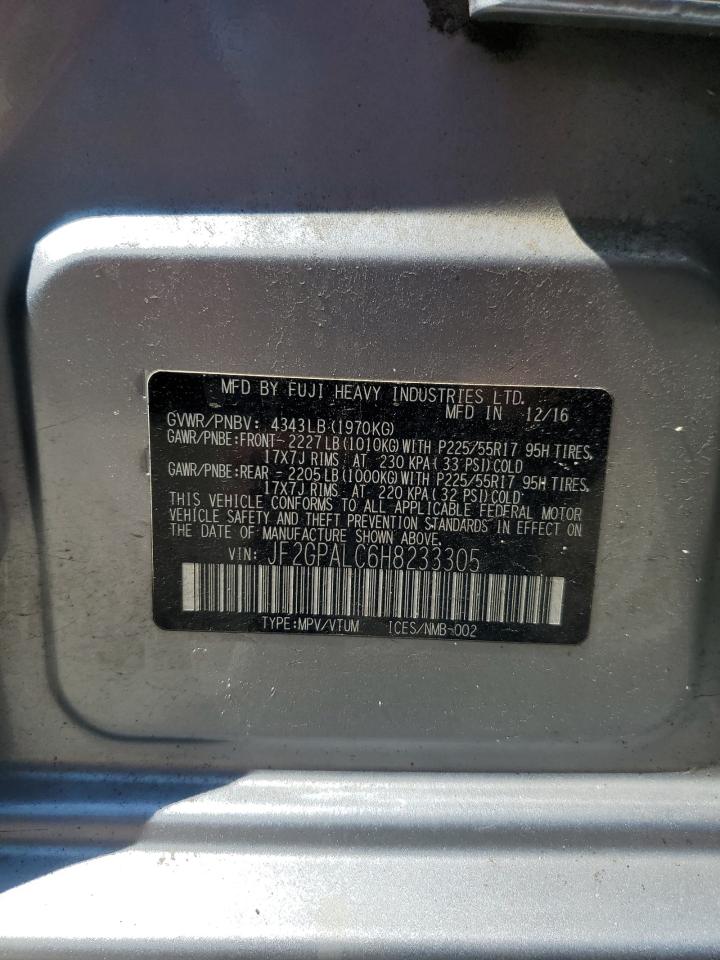 MFD BY FUJI HEAVY INDUSTRIES LTD.
MFD IN 12/16
GVWR/PNBV: 4343LB(1970KG)
GAWR/PNBE:FRONT-2227LB(1010KG)WITH P225/55R17 95H TIRES,
17X7J RIMS, AT 230 KPA(33 PSI)COLD
GAWR/PNBE:REAR -2205LB(1000KG)WITH P225/55R17 95H TIRES,
17X7J RIMS, AT 220 KPA(32 PSI)COLD
THIS VEHICLE CONFORMS TO ALL APPLICABLE FEDERAL MOTOR
VEHICLE SAFETY AND THEFT PREVENTION STANDARDS IN EFFECT ON
THE DATE OF MANUFACTURE SHOWN ABOVE.
VIN: JF2GPALC6H8233305
TYPE:MPV/VTUM ICES/NMB-002